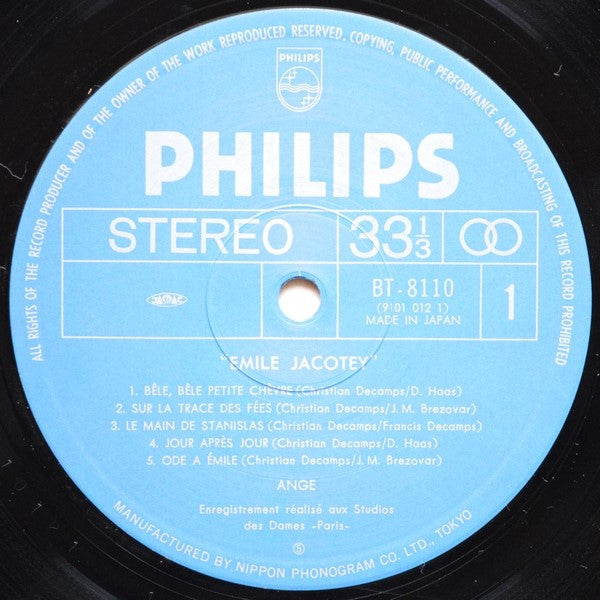 ALL RIGHTS OF THE RECORD PRODUCER AND OF THE OWNER OF THE WORK REPRODUCED RESERVED. COPYING, PUBLIC PERFORMANCE AND BROADCASTING OF THIS RECORD PROHIBITED
PHILIPS
PHILIPS
STEREO 33 1/3
JASRAC
BT-8110
(9101 012 1)
MADE IN JAPAN
1
"EMILE JACOTEY"
1. BÊLE, BÊLE PETITE CHÈVRE (Christian Decamps/D. Haas)
2. SUR LA TRACE DES FÉES (Christian Decamps/J. M. Brezovar)
3. LE MAIN DE STANISLAS (Christian Decamps/Francis Decamps)
4. JOUR APRÈS JOUR (Christian Decamps/D. Haas)
5. ODE A ÉMILE (Christian Decamps/J. M. Brezovar)
ANGE
Enregistrement réalisé aux Studios
des Dames -Paris-
Ⓢ
MANUFACTURED BY NIPPON PHONOGRAM CO. LTD., TOKYO